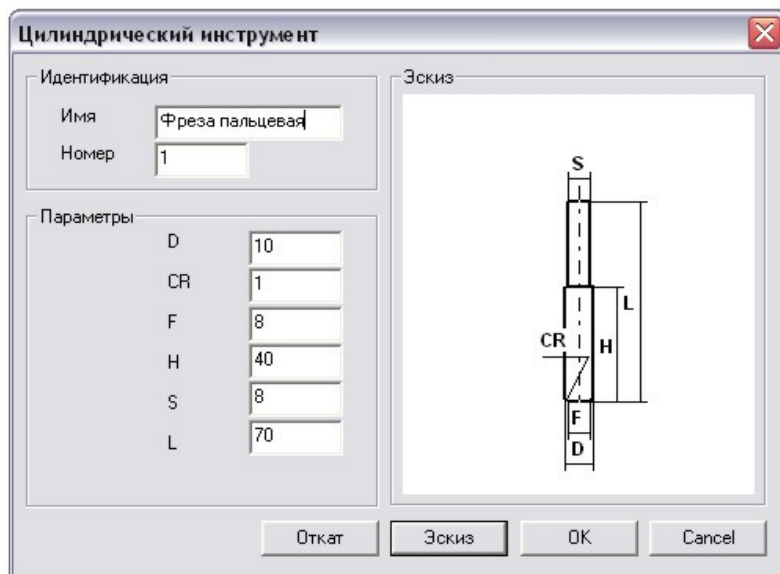 Цилиндрический инструмент
Идентификация
Имя Фреза пальцевая
Номер 1
Параметры
D 10
CR 1
F 8
H 40
S 8
L 70
Эскиз
S
L
CR H
F
D
Откат Эскиз OK Cancel